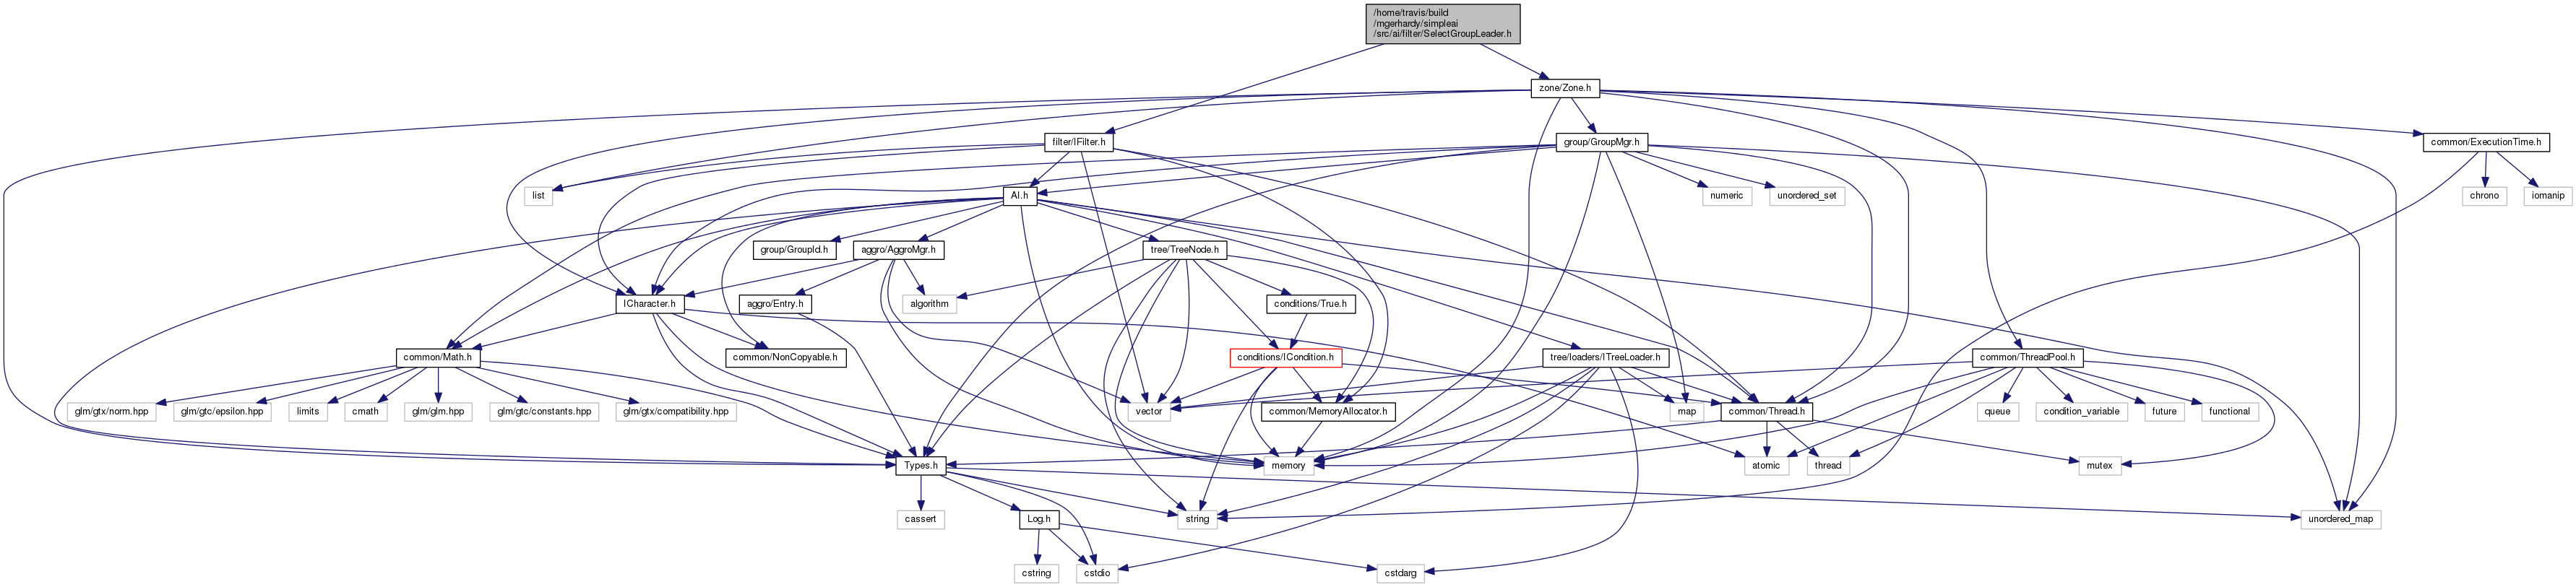 /home/travis/build
/mgerhardy/simpleai
/src/ai/filter/SelectGroupLeader.h
zone/Zone.h
filter/IFilter.h
group/GroupMgr.h
common/ExecutionTime.h
list
AI.h
numeric
unordered_set
chrono
iomanip
group/GroupId.h
aggro/AggroMgr.h
tree/TreeNode.h
ICharacter.h
aggro/Entry.h
algorithm
conditions/True.h
common/Math.h
common/NonCopyable.h
conditions/ICondition.h
tree/loaders/ITreeLoader.h
common/ThreadPool.h
glm/gtx/norm.hpp
glm/gtc/epsilon.hpp
limits
cmath
glm/glm.hpp
glm/gtc/constants.hpp
glm/gtx/compatibility.hpp
vector
common/MemoryAllocator.h
map
common/Thread.h
queue
condition_variable
future
functional
Types.h
memory
atomic
thread
mutex
cassert
Log.h
string
unordered_map
cstring
cstdio
cstdarg